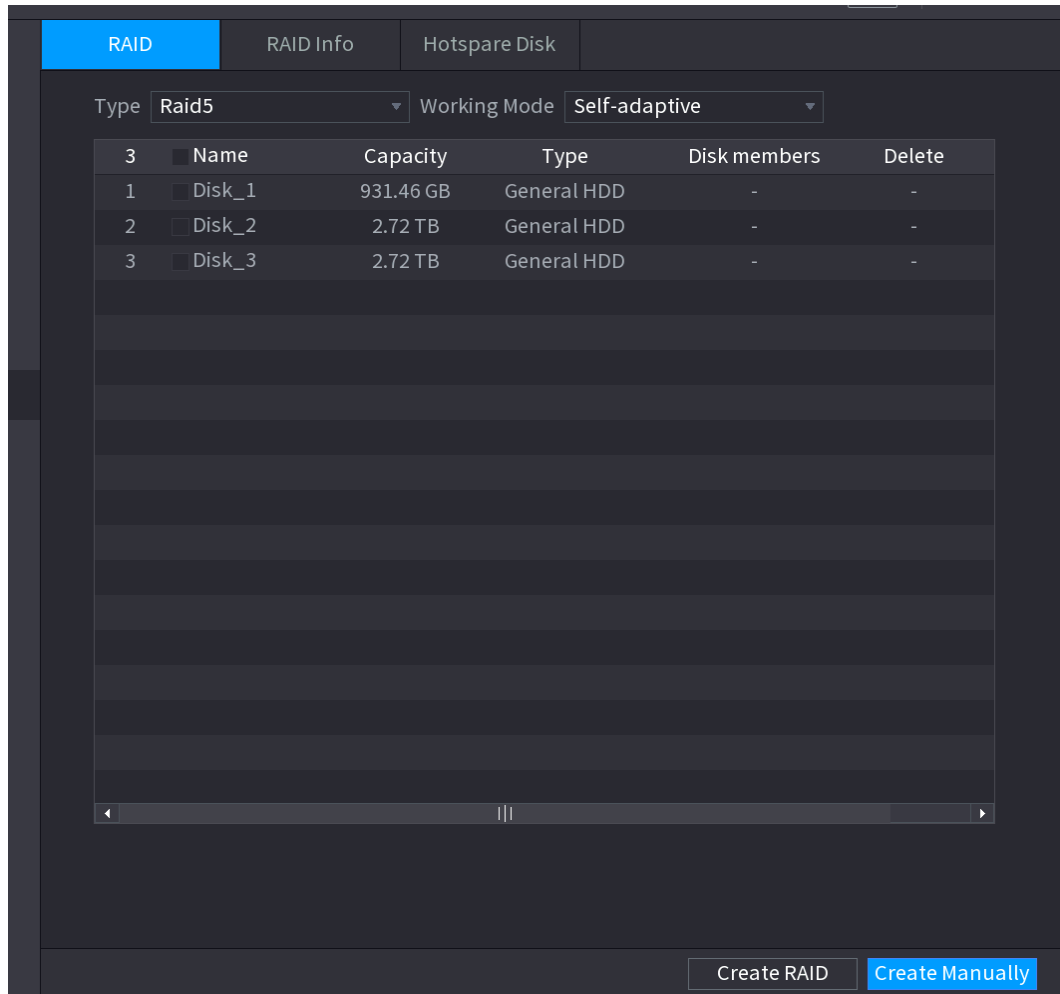 RAID RAID Info Hotspare Disk
Type Raid5 Working Mode Self-adaptive
3 Name Capacity Type Disk members Delete
1 Disk_1 931.46 GB General HDD - -
2 Disk_2 2.72 TB General HDD - -
3 Disk_3 2.72 TB General HDD - -
Create RAID Create Manually